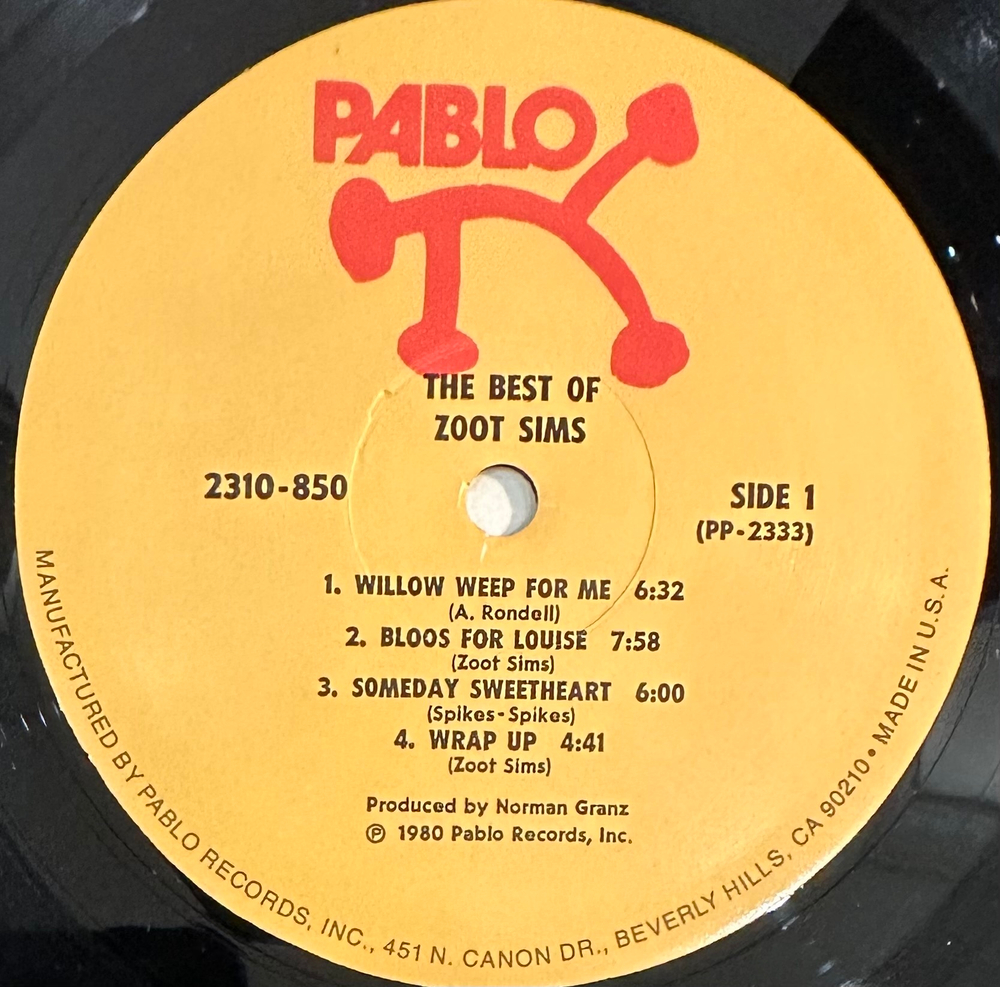 PABLO
THE BEST OF
ZOOT SIMS
2310-850
SIDE 1
(PP-2333)
1. WILLOW WEEP FOR ME 6:32
(A. Rondell)
2. BLOOS FOR LOUISE 7:58
(Zoot Sims)
3. SOMEDAY SWEETHEART 6:00
(Spikes-Spikes)
4. WRAP UP 4:41
(Zoot Sims)
Produced by Norman Granz
℗ 1980 Pablo Records, Inc.
MANUFACTURED BY PABLO RECORDS, INC., 451 N. CANON DR., BEVERLY HILLS, CA 90210 • MADE IN U.S.A.